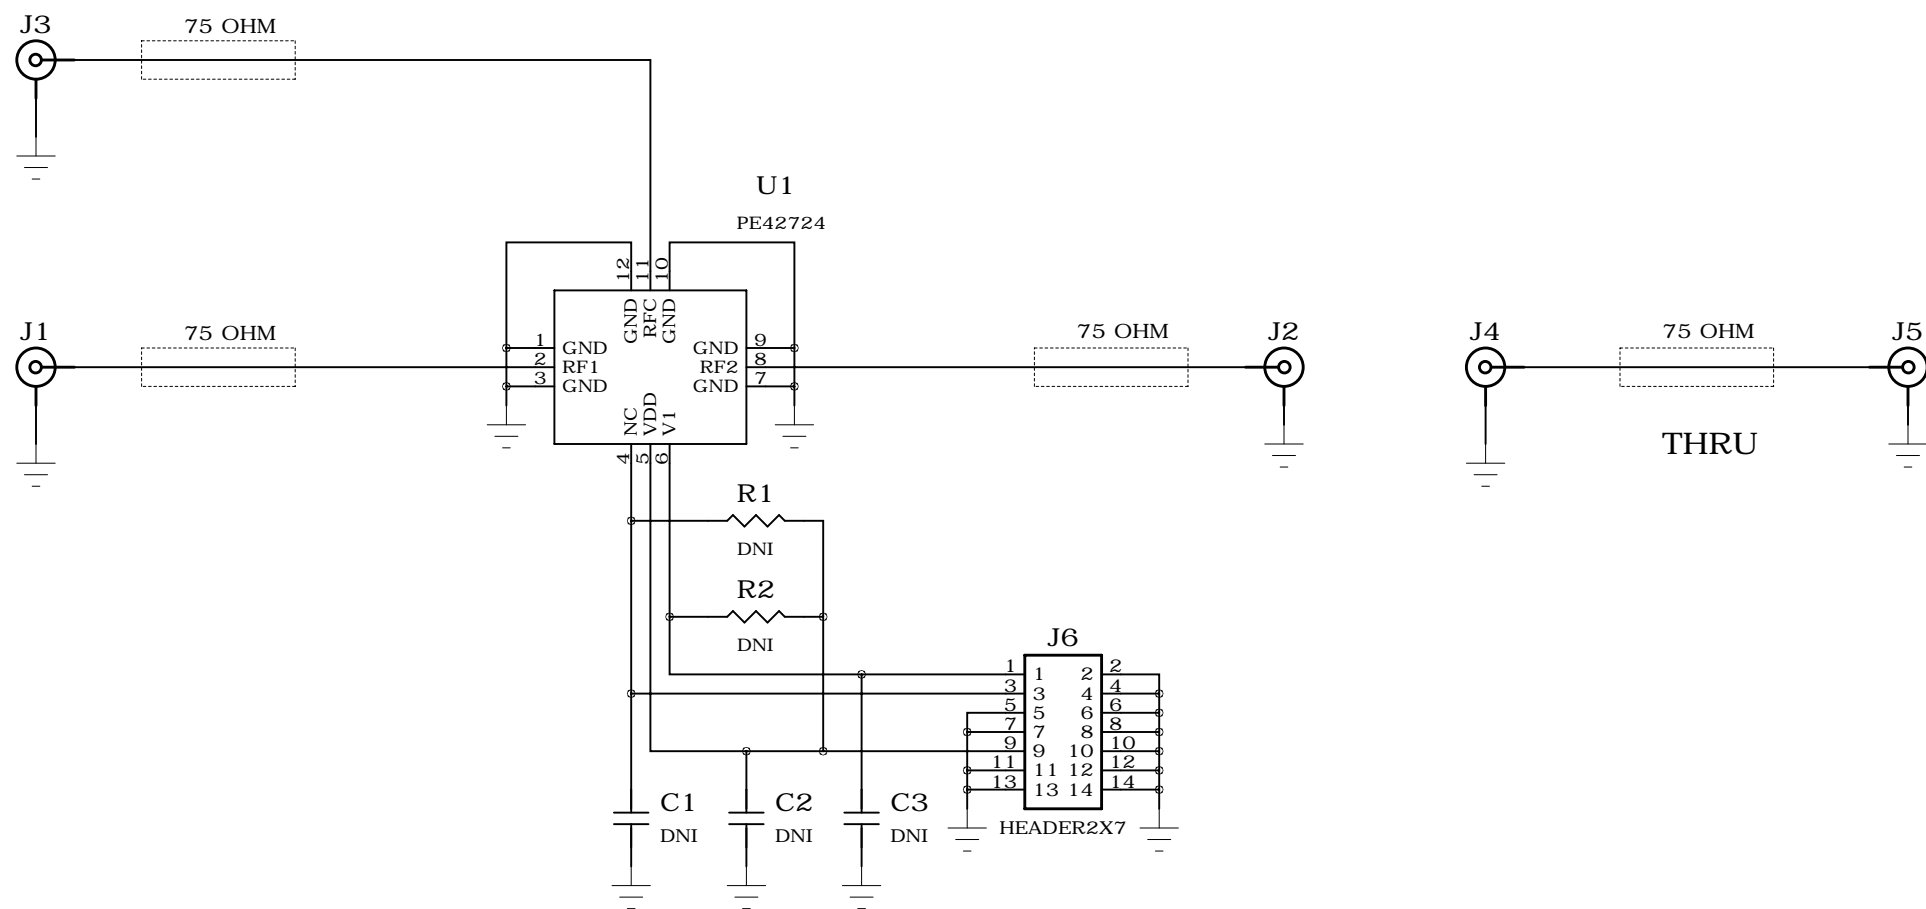 J3
75 OHM
U1
PE42724
12 11 10
GND RFC GND
J1
75 OHM
1 GND
2 RF1
3 GND
GND 9
RF2 8
GND 7
75 OHM
J2
J4
75 OHM
J5
THRU
NC VDD V1
4 5 6
R1
DNI
R2
DNI
J6
1 1 2 2
3 3 4 4
5 5 6 6
7 7 8 8
9 9 10 10
11 11 12 12
13 13 14 14
HEADER2X7
C1
DNI
C2
DNI
C3
DNI